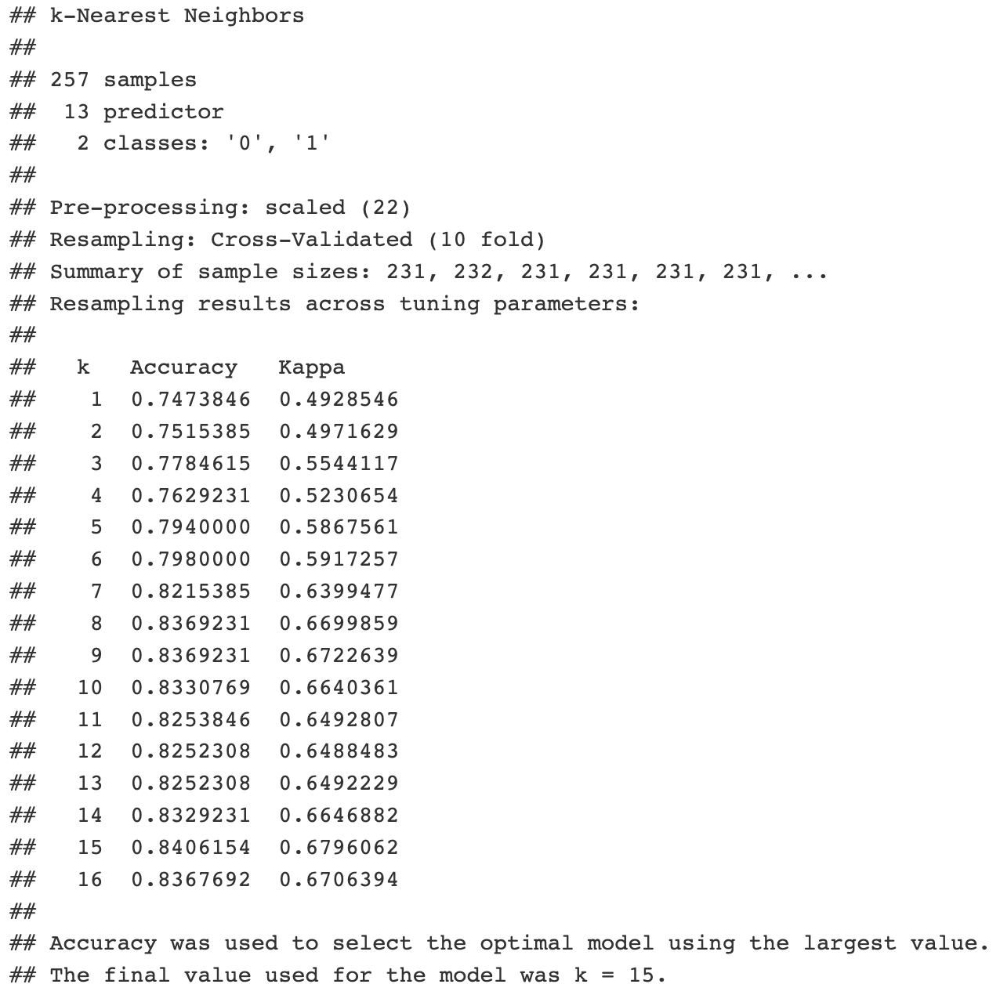 ## k-Nearest Neighbors
##
## 257 samples
##  13 predictor
##   2 classes: '0', '1'
##
## Pre-processing: scaled (22)
## Resampling: Cross-Validated (10 fold)
## Summary of sample sizes: 231, 232, 231, 231, 231, 231, ...
## Resampling results across tuning parameters:
##
##   k   Accuracy   Kappa
##    1  0.7473846  0.4928546
##    2  0.7515385  0.4971629
##    3  0.7784615  0.5544117
##    4  0.7629231  0.5230654
##    5  0.7940000  0.5867561
##    6  0.7980000  0.5917257
##    7  0.8215385  0.6399477
##    8  0.8369231  0.6699859
##    9  0.8369231  0.6722639
##   10  0.8330769  0.6640361
##   11  0.8253846  0.6492807
##   12  0.8252308  0.6488483
##   13  0.8252308  0.6492229
##   14  0.8329231  0.6646882
##   15  0.8406154  0.6796062
##   16  0.8367692  0.6706394
##
## Accuracy was used to select the optimal model using the largest value.
## The final value used for the model was k = 15.